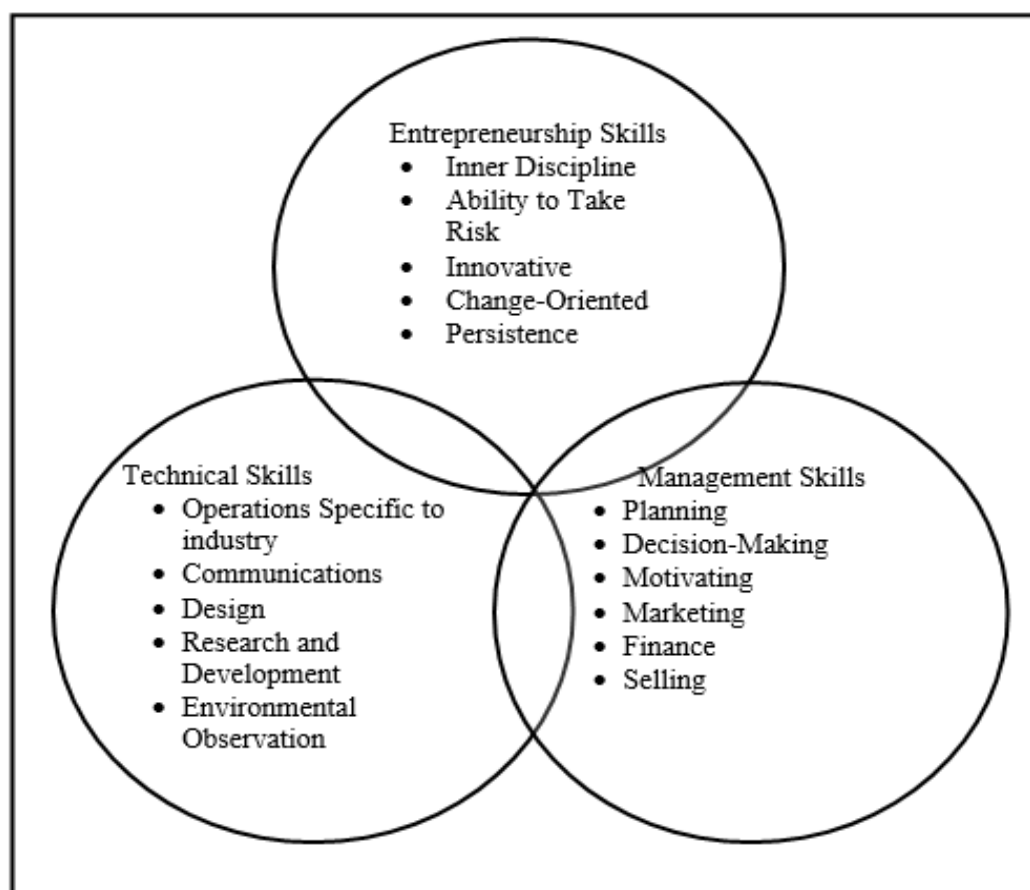 Entrepreneurship Skills
• Inner Discipline
• Ability to Take
Risk
• Innovative
• Change-Oriented
• Persistence
Technical Skills
• Operations Specific to
industry
• Communications
• Design
• Research and
Development
• Environmental
Observation
Management Skills
• Planning
• Decision-Making
• Motivating
• Marketing
• Finance
• Selling